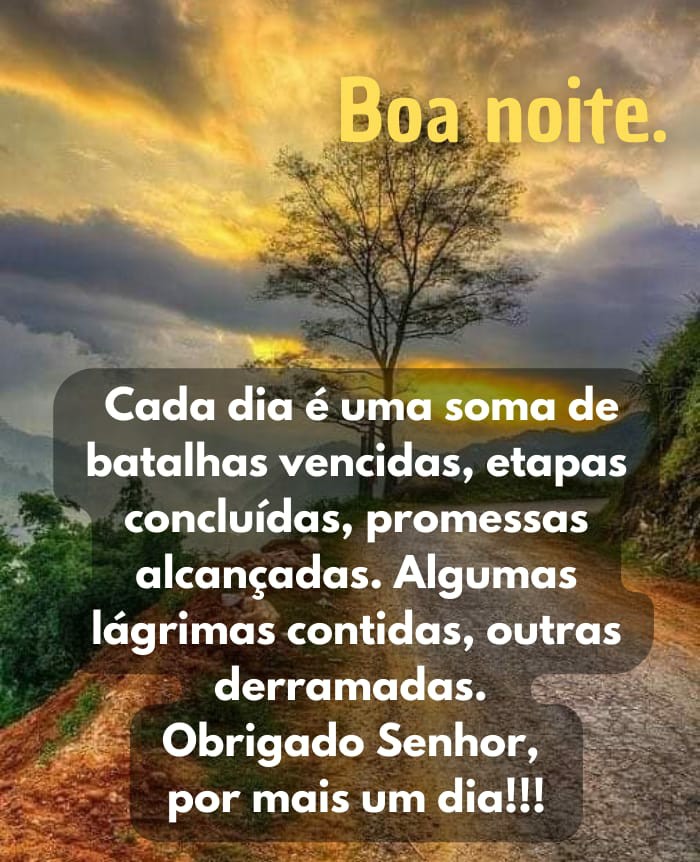 Boa noite.
Cada dia é uma soma de
batalhas vencidas, etapas
concluídas, promessas
alcançadas. Algumas
lágrimas contidas, outras
derramadas.
Obrigado Senhor,
por mais um dia!!!